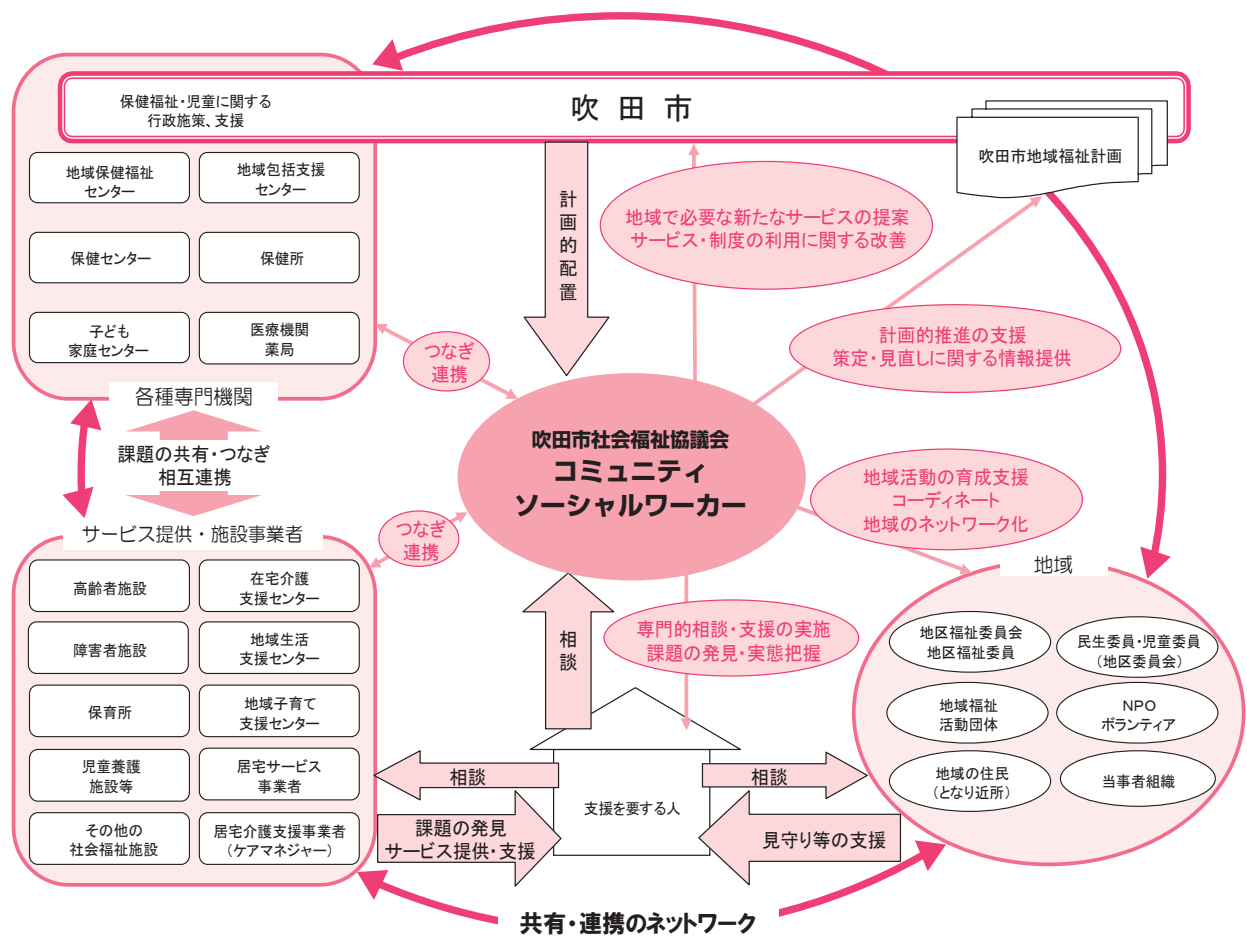 保健福祉・児童に関する
行政施策、支援
吹田市
吹田市地域福祉計画
地域保健福祉
センター
地域包括支援
センター
保健センター
保健所
子ども
家庭センター
医療機関
薬局
各種専門機関
計画的配置
地域で必要な新たなサービスの提案
サービス・制度の利用に関する改善
計画的推進の支援
策定・見直しに関する情報提供
つなぎ
連携
課題の共有・つなぎ
相互連携
吹田市社会福祉協議会
コミュニティ
ソーシャルワーカー
地域活動の育成支援
コーディネート
地域のネットワーク化
つなぎ
連携
サービス提供・施設事業者
高齢者施設
在宅介護
支援センター
障害者施設
地域生活
支援センター
保育所
地域子育て
支援センター
児童養護
施設等
居宅サービス
事業者
その他の
社会福祉施設
居宅介護支援事業者
（ケアマネジャー）
相談
専門的相談・支援の実施
課題の発見・実態把握
相談
相談
支援を要する人
課題の発見
サービス提供・支援
見守り等の支援
地域
地区福祉委員会
地区福祉委員
民生委員・児童委員
（地区委員会）
地域福祉
活動団体
NPO
ボランティア
地域の住民
（となり近所）
当事者組織
共有・連携のネットワーク